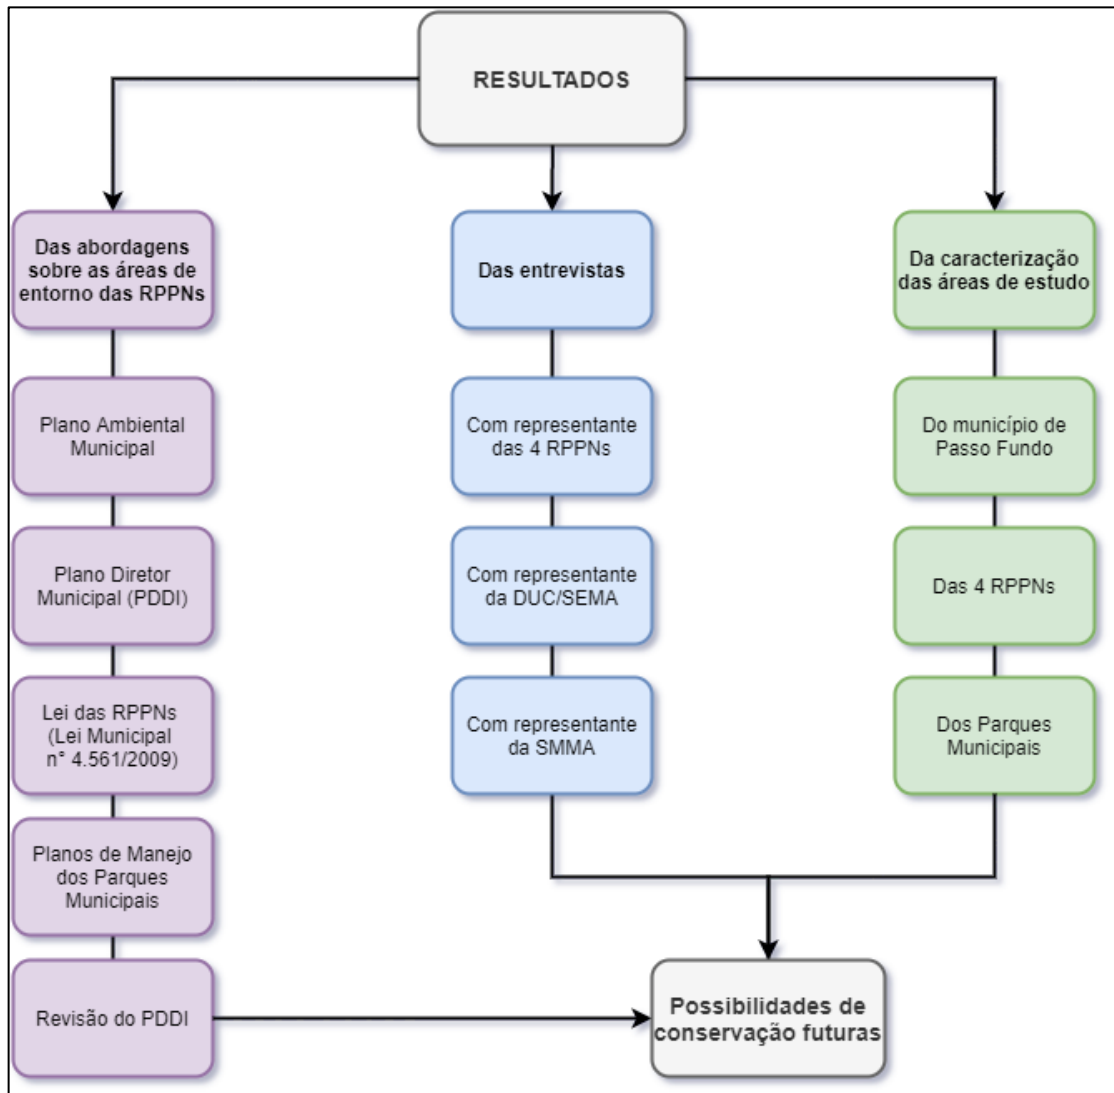 RESULTADOS
Das abordagens
sobre as áreas de
entorno das RPPNs
Plano Ambiental
Municipal
Plano Diretor
Municipal (PDDI)
Lei das RPPNs
(Lei Municipal
n° 4.561/2009)
Planos de Manejo
dos Parques
Municipais
Revisão do PDDI
Das entrevistas
Com representante
das 4 RPPNs
Com representante
da DUC/SEMA
Com representante
da SMMA
Da caracterização
das áreas de estudo
Do município de
Passo Fundo
Das 4 RPPNs
Dos Parques
Municipais
Possibilidades de
conservação futuras